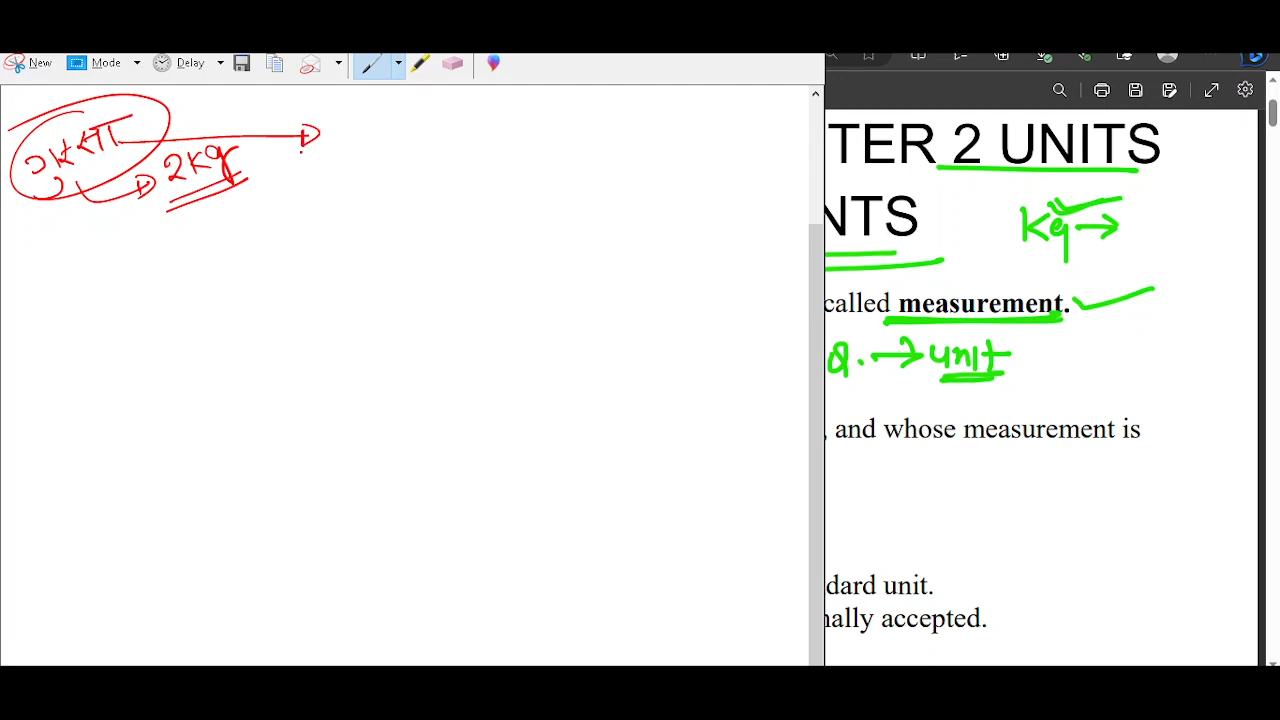 New Mode Delay
2Kg
TER 2 UNITS
NTS
Kg →
called measurement.
Q. → unit
, and whose measurement is
dard unit.
nally accepted.